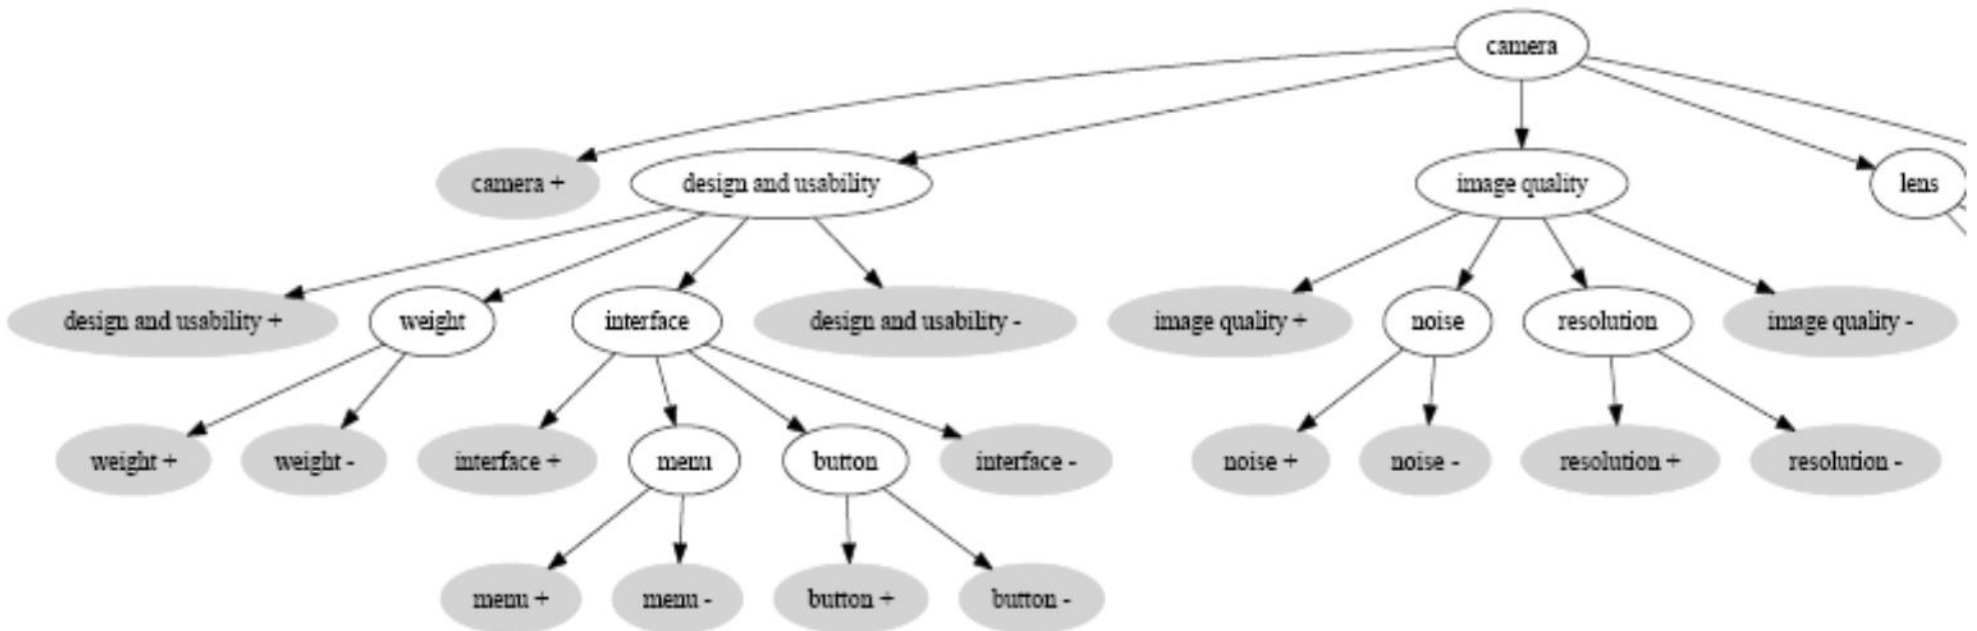 camera
camera +
design and usability
image quality
lens
design and usability +
weight
interface
design and usability -
image quality +
noise
resolution
image quality -
weight +
weight -
interface +
menu
button
interface -
noise +
noise -
resolution +
resolution -
menu +
menu -
button +
button -